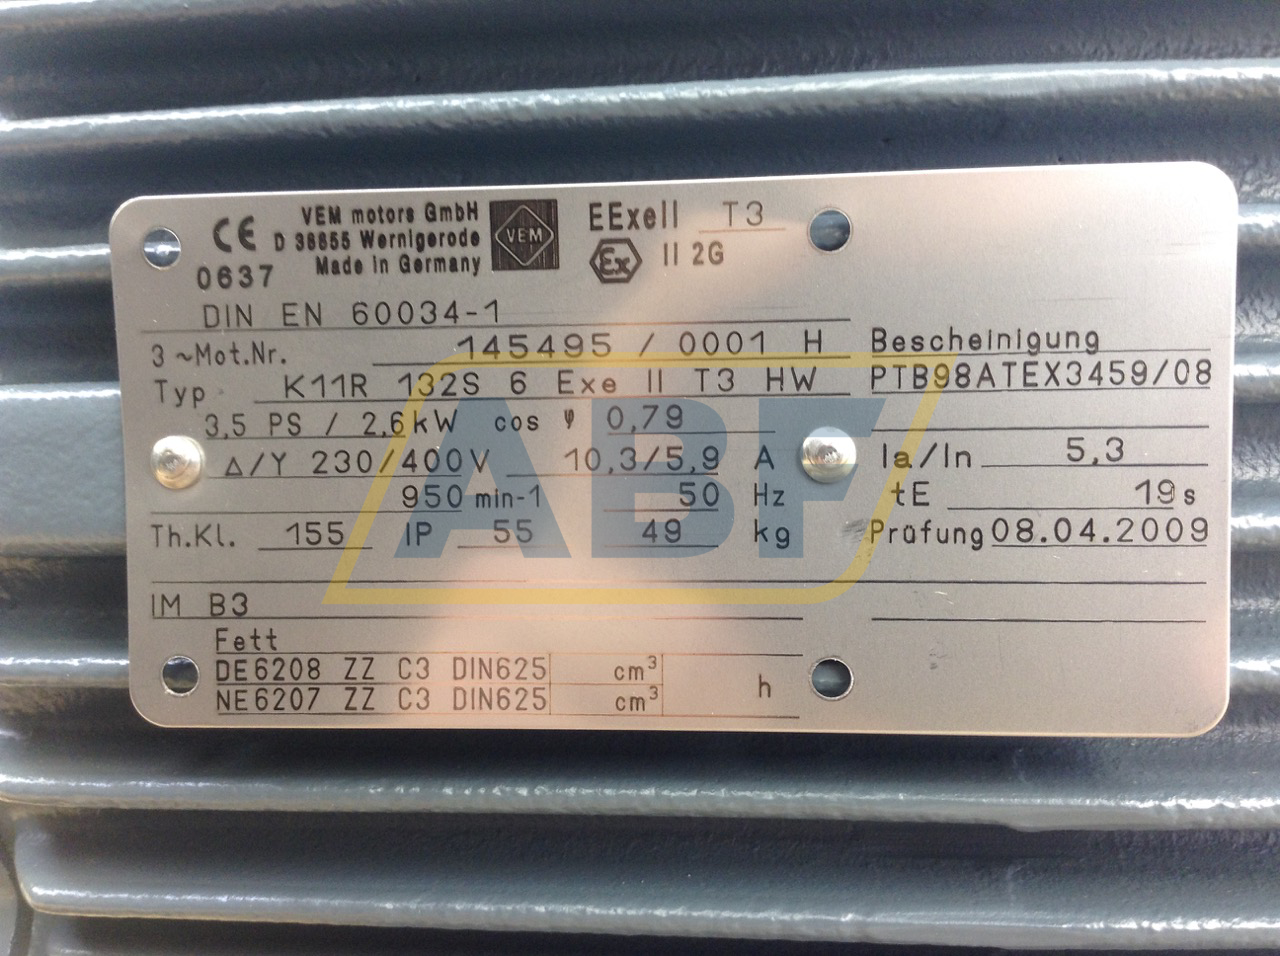 CE
0637
VEM motors GmbH
D 38855 Wernigerode
Made in Germany
VEM
EExeII T3
Ex II 2G
DIN EN 60034-1
3 ~Mot.Nr. 145495 / 0001 H
Typ K11R 132S 6 Exe II T3 HW
3,5 PS / 2,6kW cos φ 0,79
Δ/Y 230/400V 10,3/5,9 A
950 min-1 50 Hz
Th.Kl. 155 IP 55 49 kg
IM B3
Fett
DE6208 ZZ C3 DIN625 cm³
NE6207 ZZ C3 DIN625 cm³
h
Bescheinigung
PTB98ATEX3459/08
Ia/In 5,3
tE 19s
Prüfung 08.04.2009
ABF